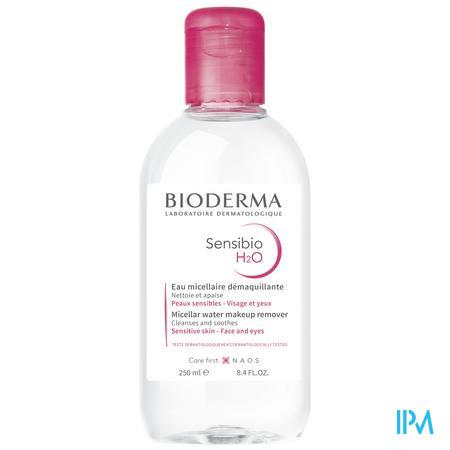 BIODERMA
LABORATOIRE DERMATOLOGIQUE
Sensibio
H2O
Eau micellaire démaquillante
Nettoie et apaise
Peaux sensibles - Visage et yeux
Micellar water makeup remover
Cleanses and soothes
Sensitive skin - Face and eyes
TESTÉ DERMATOLOGIQUEMENT/DERMATOLOGICALLY TESTED
Care first NAOS
250 ml ℮ 8.4 FL.OZ.
IPM